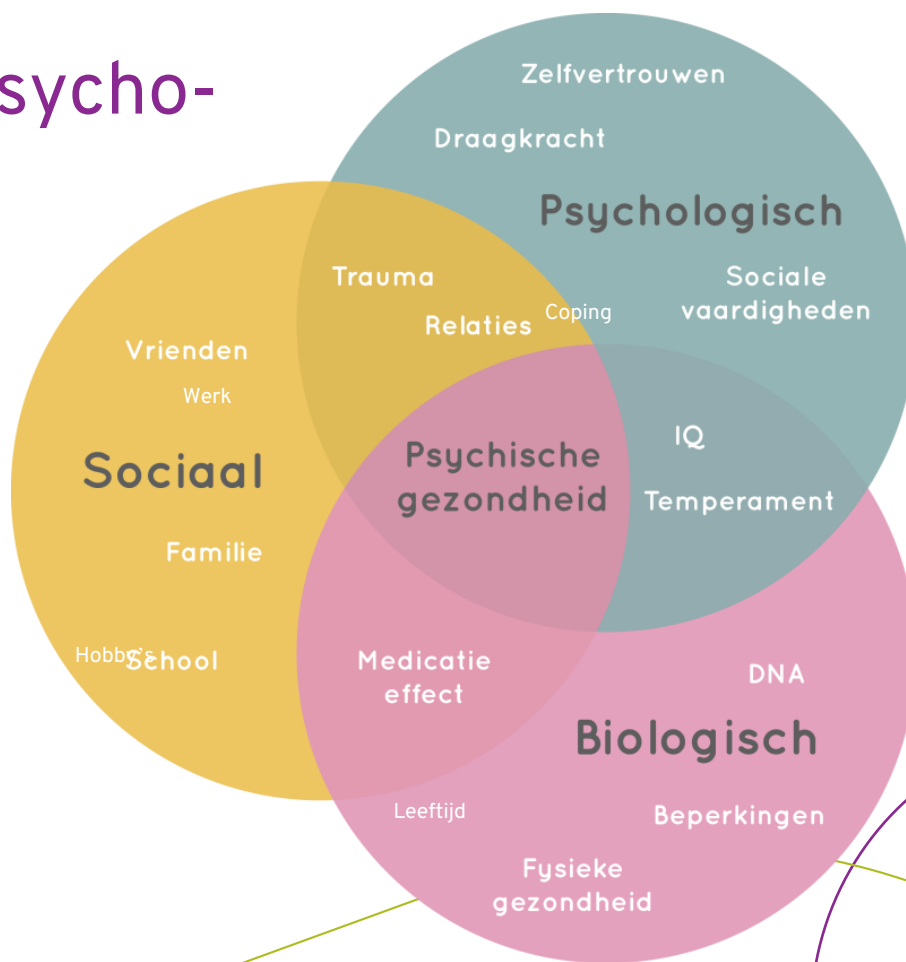 sycho-
Zelfvertrouwen
Draagkracht
Psychologisch
Sociale
vaardigheden
Trauma
Relaties
Coping
Vrienden
Werk
Sociaal
Familie
Hobby's
School
Psychische
gezondheid
IQ
Temperament
Medicatie
effect
DNA
Biologisch
Leeftijd
Beperkingen
Fysieke
gezondheid